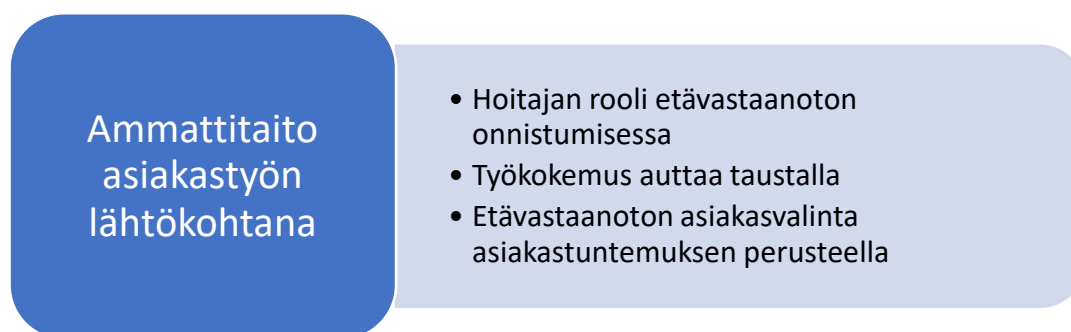 Ammattitaito
asiakastyön
lähtökohtana
• Hoitajan rooli etävastaanoton
onnistumisessa
• Työkokemus auttaa taustalla
• Etävastaanoton asiakasvalinta
asiakastuntemuksen perusteella